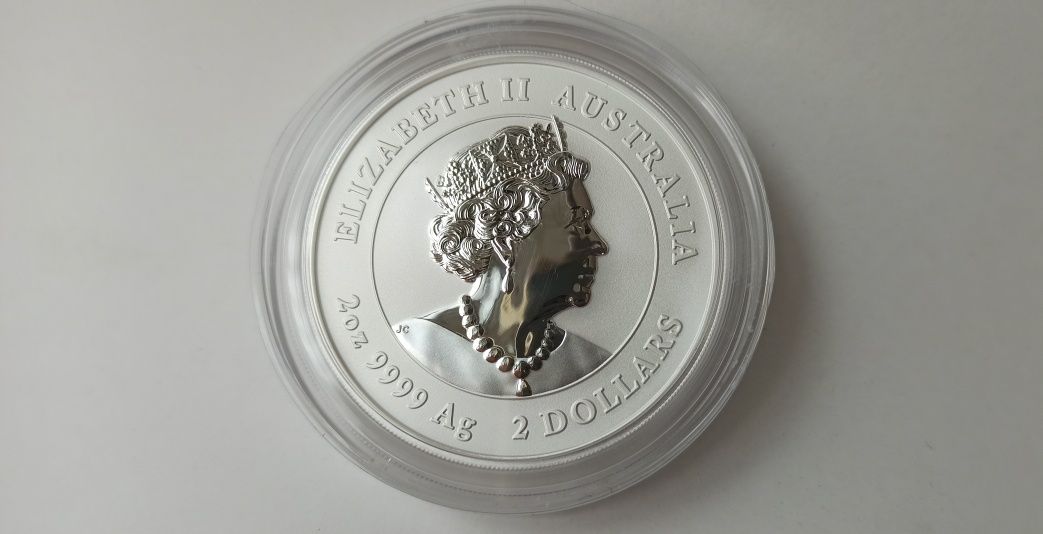 ELIZABETH II AUSTRALIA
2oz 9999 Ag 2 DOLLARS
JC